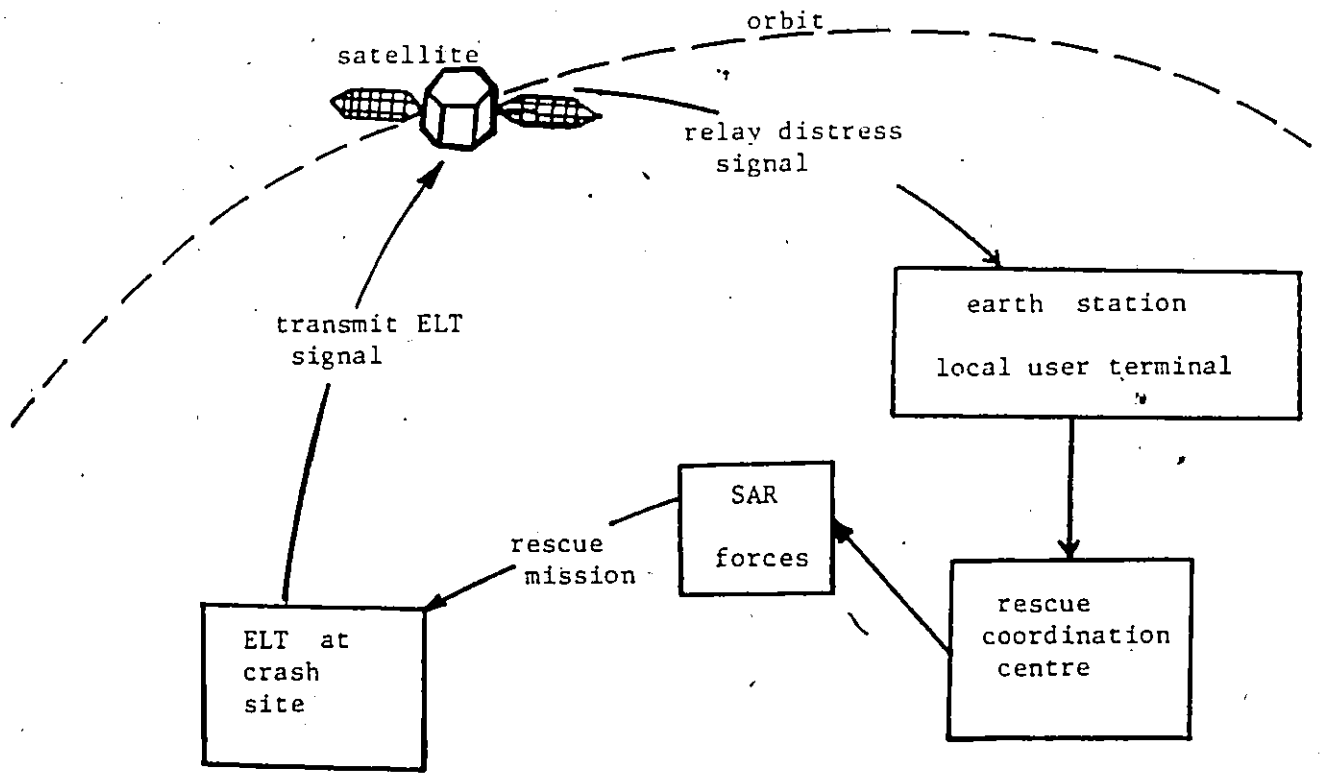 orbit
satellite
relay distress
signal
transmit ELT
signal
earth station
local user terminal
SAR
forces
rescue
mission
rescue
coordination
centre
ELT at
crash
site